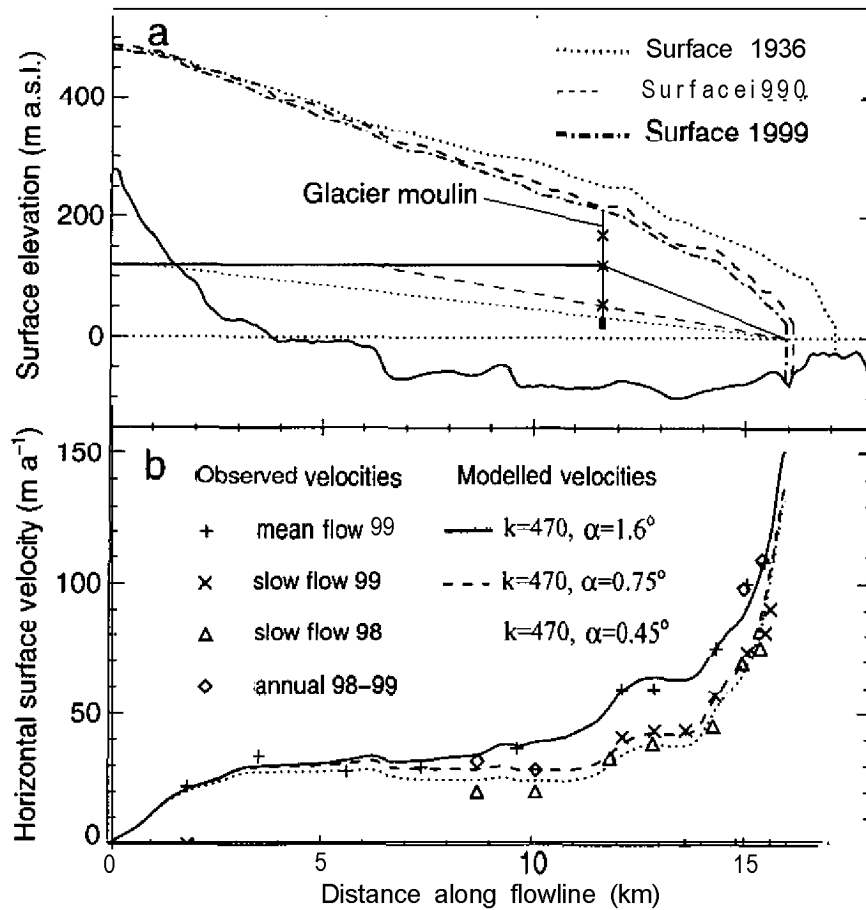 a
Surface 1936
Surfacei990
Surface 1999
Glacier moulin
Surface elevation (m a.s.l.)
400
200
0
b
Observed velocities
mean flow 99
slow flow 99
slow flow 98
annual 98–99
Modelled velocities
k=470, α=1.6°
k=470, α=0.75°
k=470, α=0.45°
Horizontal surface velocity (m a⁻¹)
150
100
50
0
0 5 10 15
Distance along flowline (km)